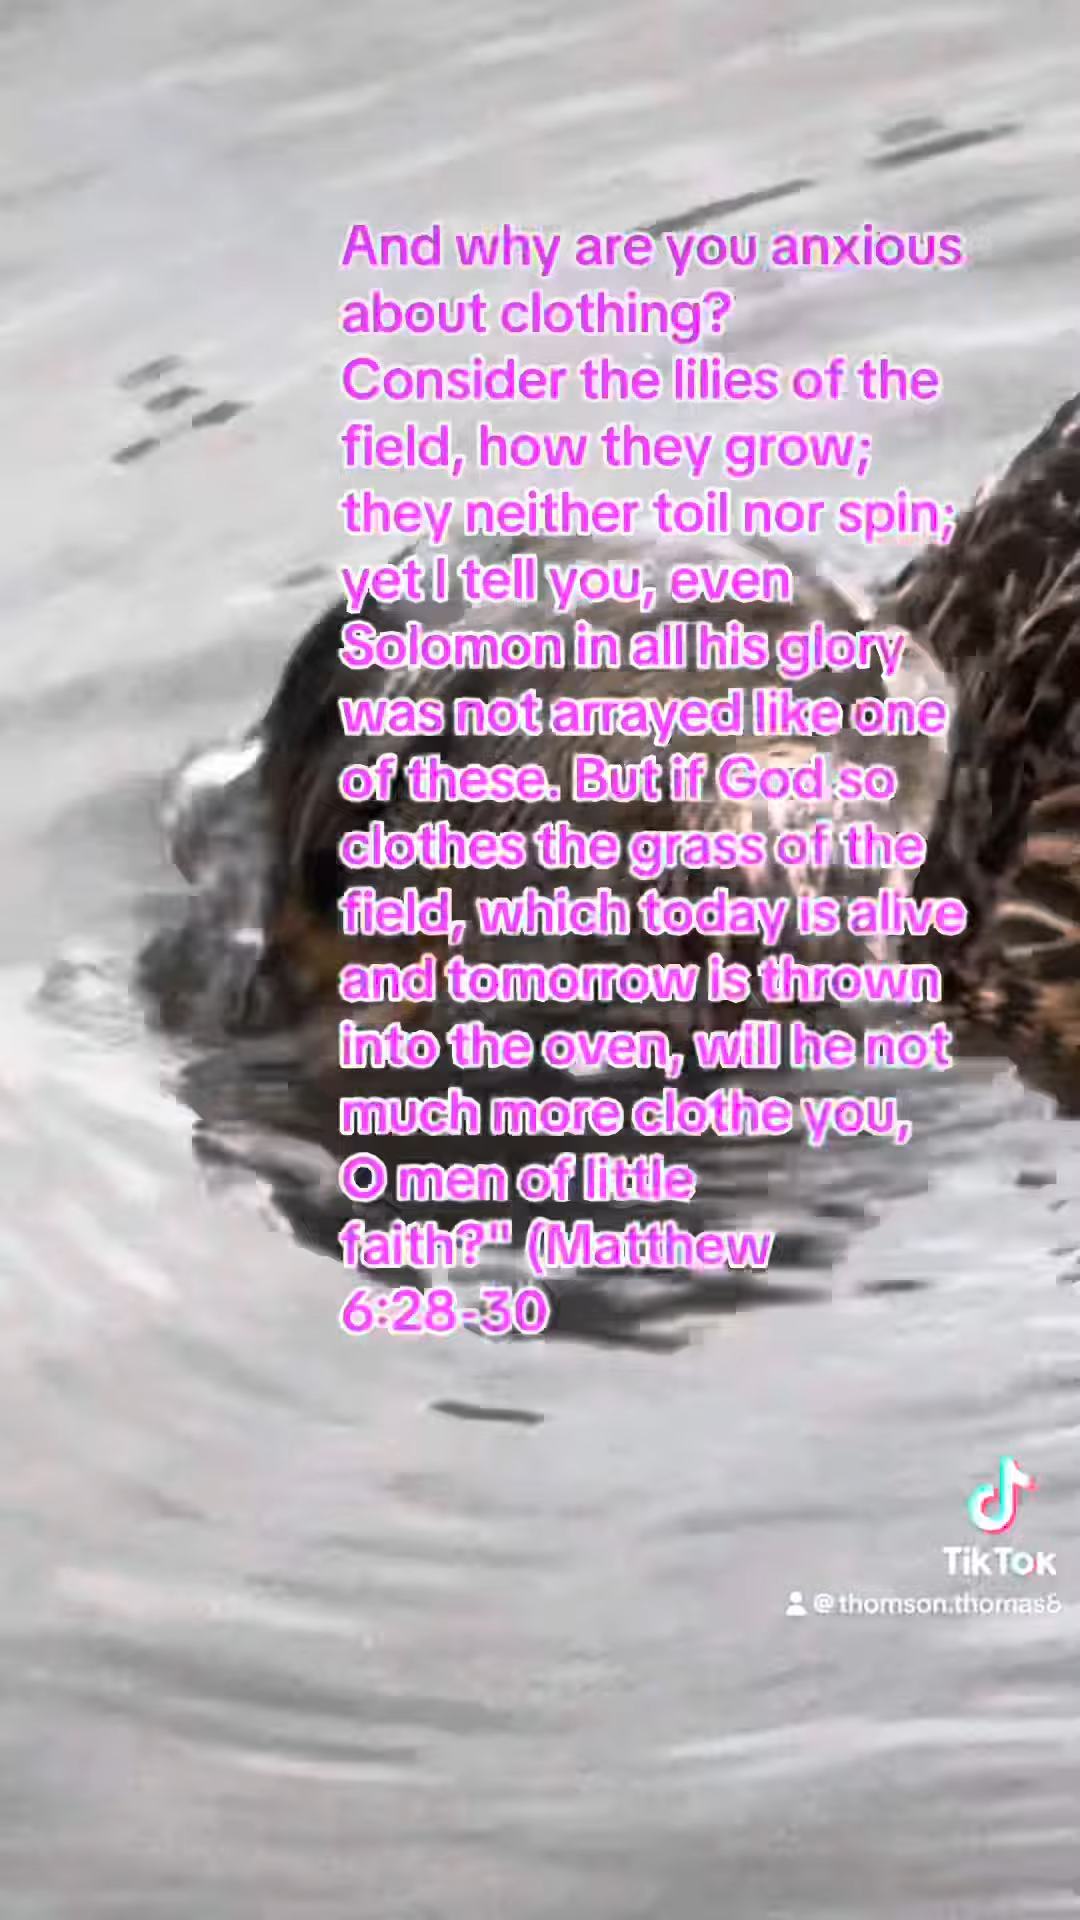 And why are you anxious
about clothing?
Consider the lilies of the
field, how they grow;
they neither toil nor spin;
yet I tell you, even
Solomon in all his glory
was not arrayed like one
of these. But if God so
clothes the grass of the
field, which today is alive
and tomorrow is thrown
into the oven, will he not
much more clothe you,
O men of little
faith?" (Matthew
6:28-30
TikTok
@thomson.thomas